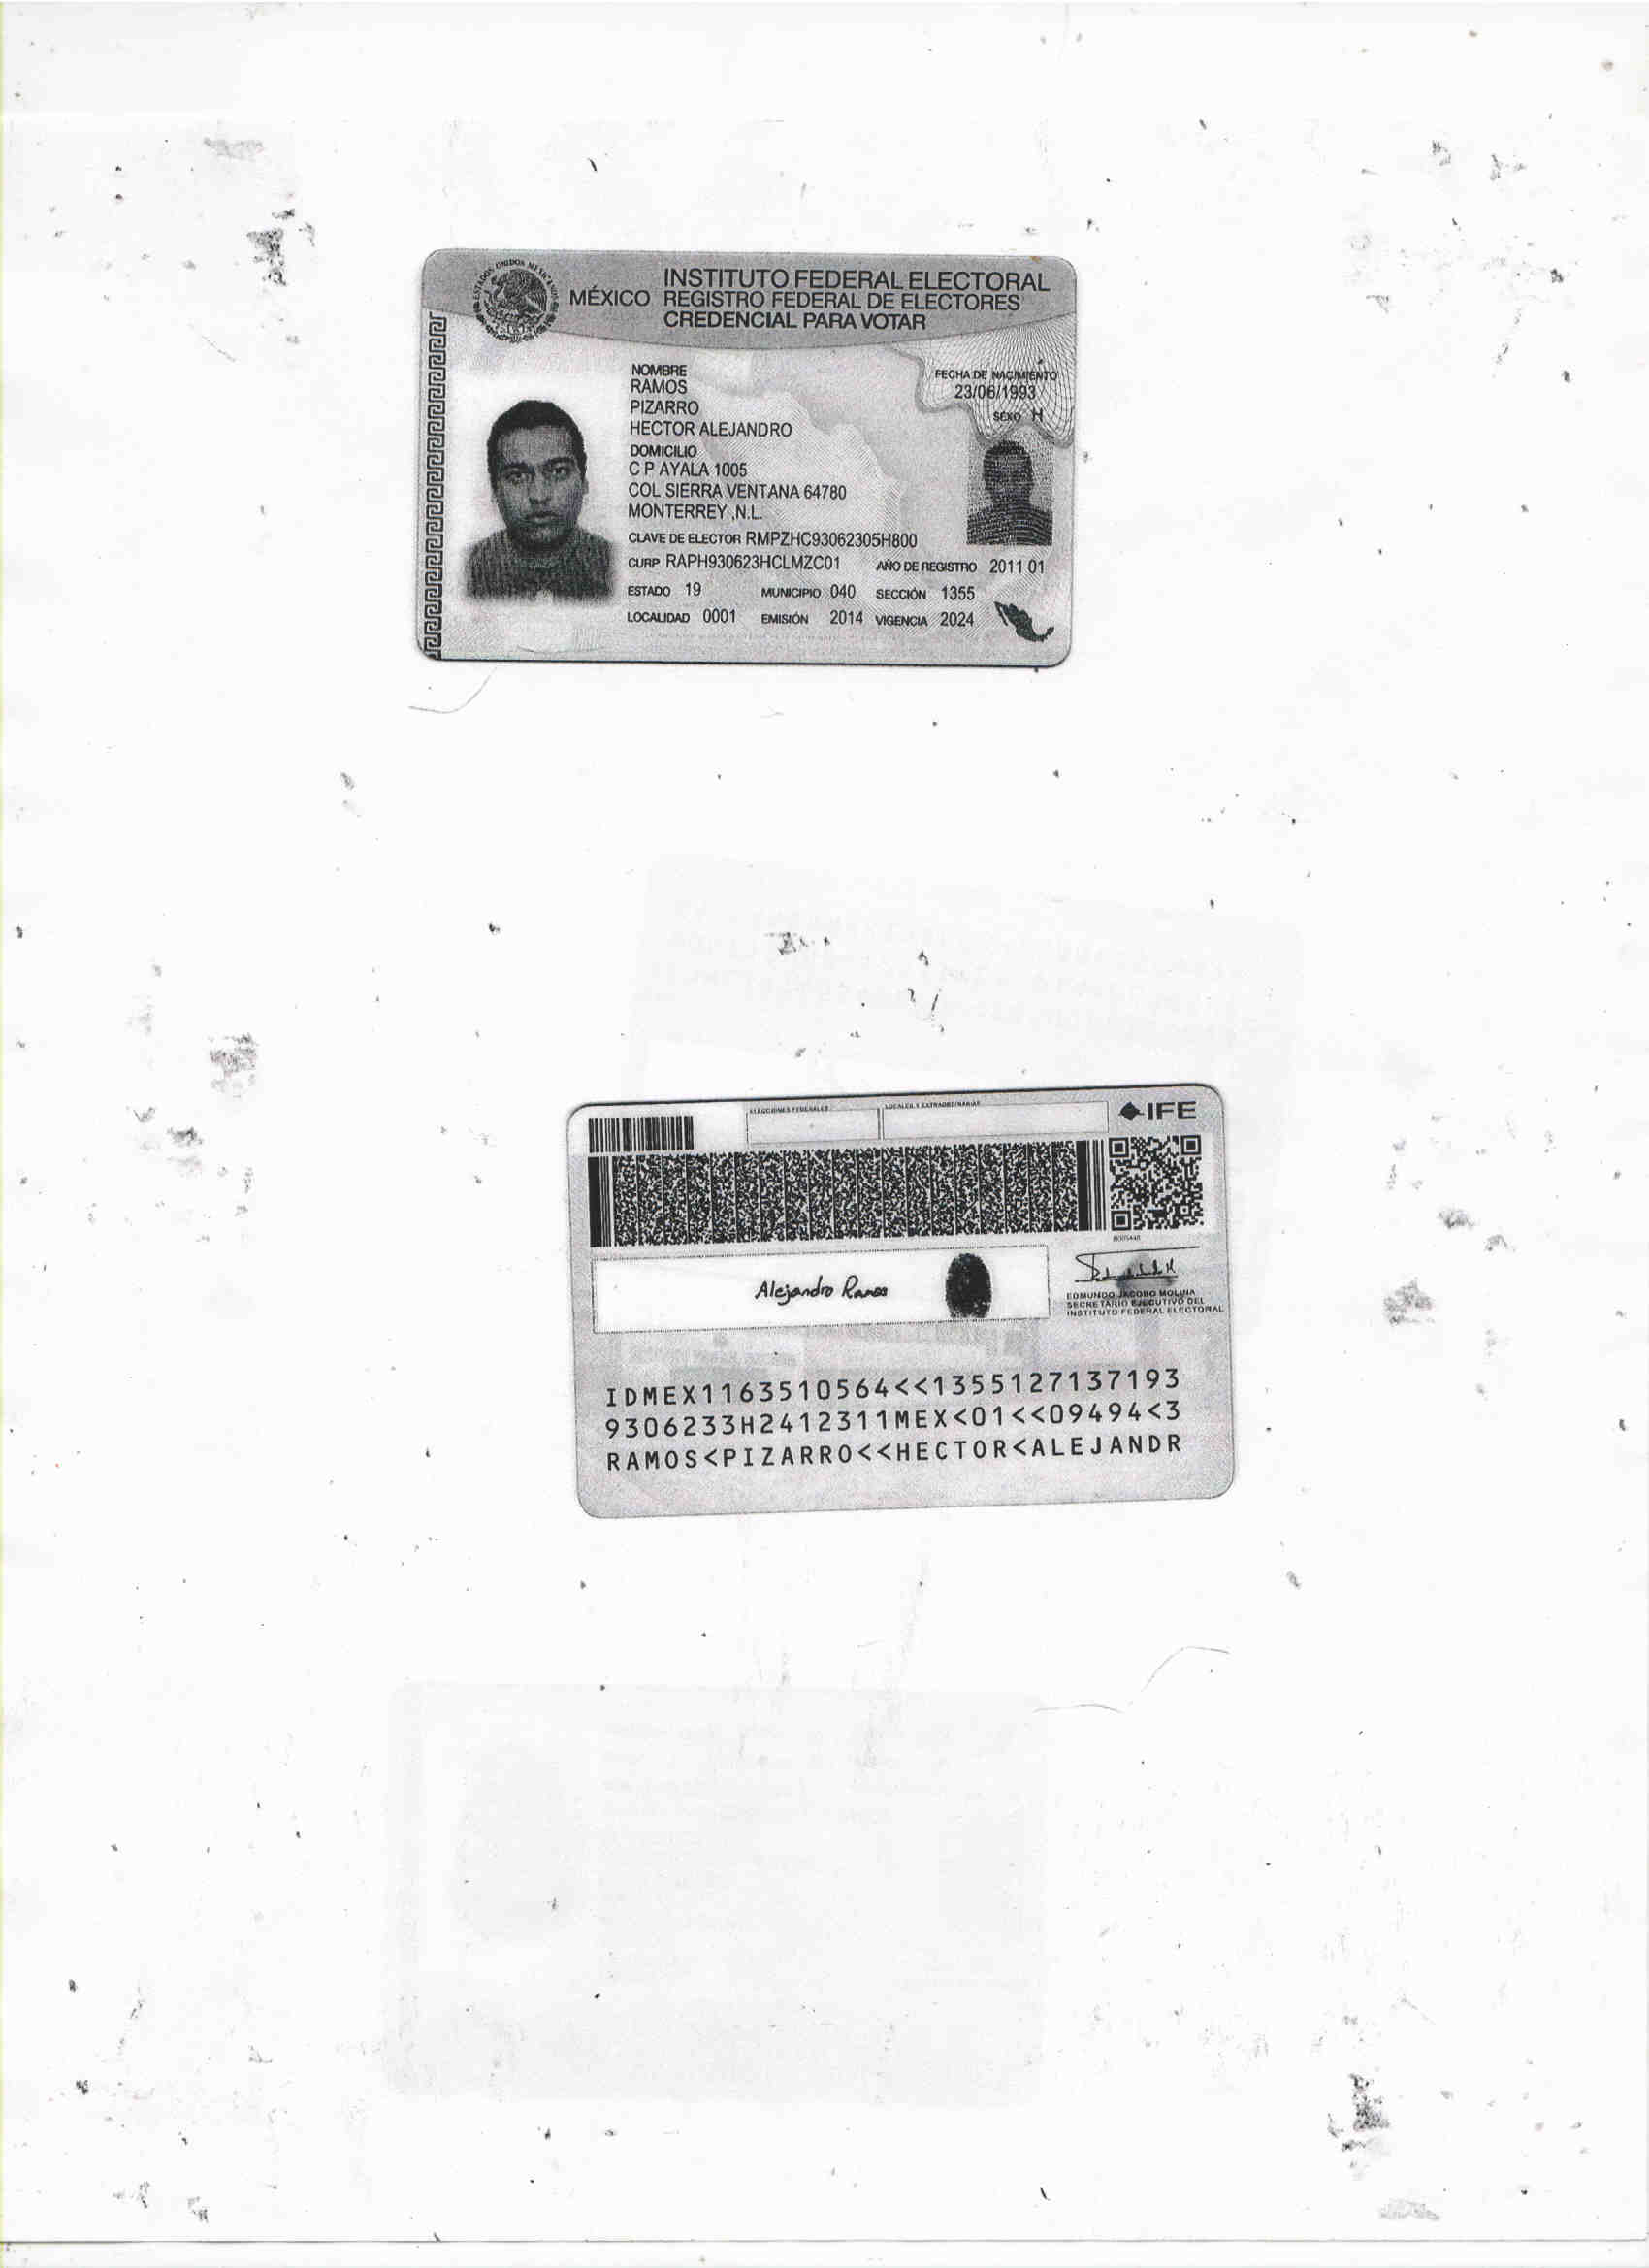 ESTADOS UNIDOS MEXICANOS
MÉXICO
INSTITUTO FEDERAL ELECTORAL
REGISTRO FEDERAL DE ELECTORES
CREDENCIAL PARA VOTAR
NOMBRE
RAMOS
PIZARRO
HECTOR ALEJANDRO
FECHA DE NACIMIENTO
23/06/1993
SEXO H
DOMICILIO
C P AYALA 1005
COL SIERRA VENTANA 64780
MONTERREY ,N.L.
CLAVE DE ELECTOR RMPZHC93062305H800
CURP RAPH930623HCLMZC01 AÑO DE REGISTRO 2011 01
ESTADO 19 MUNICIPIO 040 SECCIÓN 1355
LOCALIDAD 0001 EMISIÓN 2014 VIGENCIA 2024
ELECCIONES FEDERALES LOCALES Y EXTRAORDINARIAS
IFE
Alejandro Ramos
EDMUNDO JACOBO MOLINA
SECRETARIO EJECUTIVO DEL
INSTITUTO FEDERAL ELECTORAL
IDMEX1163510564<<1355127137193
9306233H2412311MEX<01<<09494<3
RAMOS<PIZARRO<<HECTOR<ALEJANDR